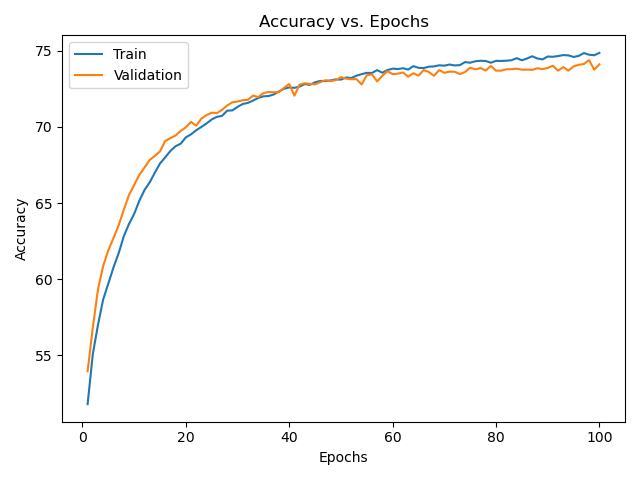 Accuracy vs. Epochs
Train
Validation
75
70
65
60
55
Accuracy
0 20 40 60 80 100
Epochs